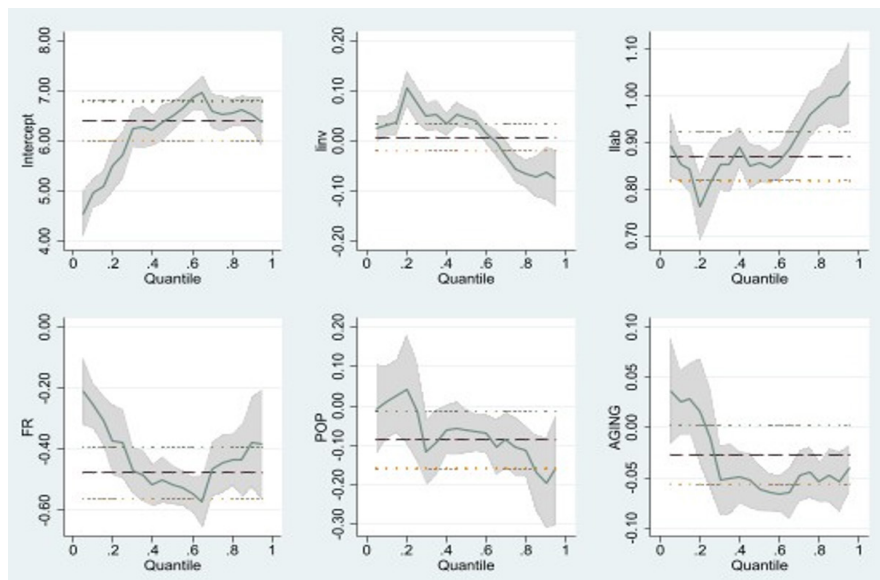 Intercept
8.00
7.00
6.00
5.00
4.00
0 .2 .4 .6 .8 1
Quantile
linv
0.20
0.10
0.00
-0.10
-0.20
0 .2 .4 .6 .8 1
Quantile
llab
1.10
1.00
0.90
0.80
0.70
0 .2 .4 .6 .8 1
Quantile
FR
0.00
-0.20
-0.40
-0.60
0 .2 .4 .6 .8 1
Quantile
POP
0.20
0.10
0.00
-0.10
-0.20
-0.30
0 .2 .4 .6 .8 1
Quantile
AGING
0.10
0.05
0.00
-0.05
-0.10
0 .2 .4 .6 .8 1
Quantile